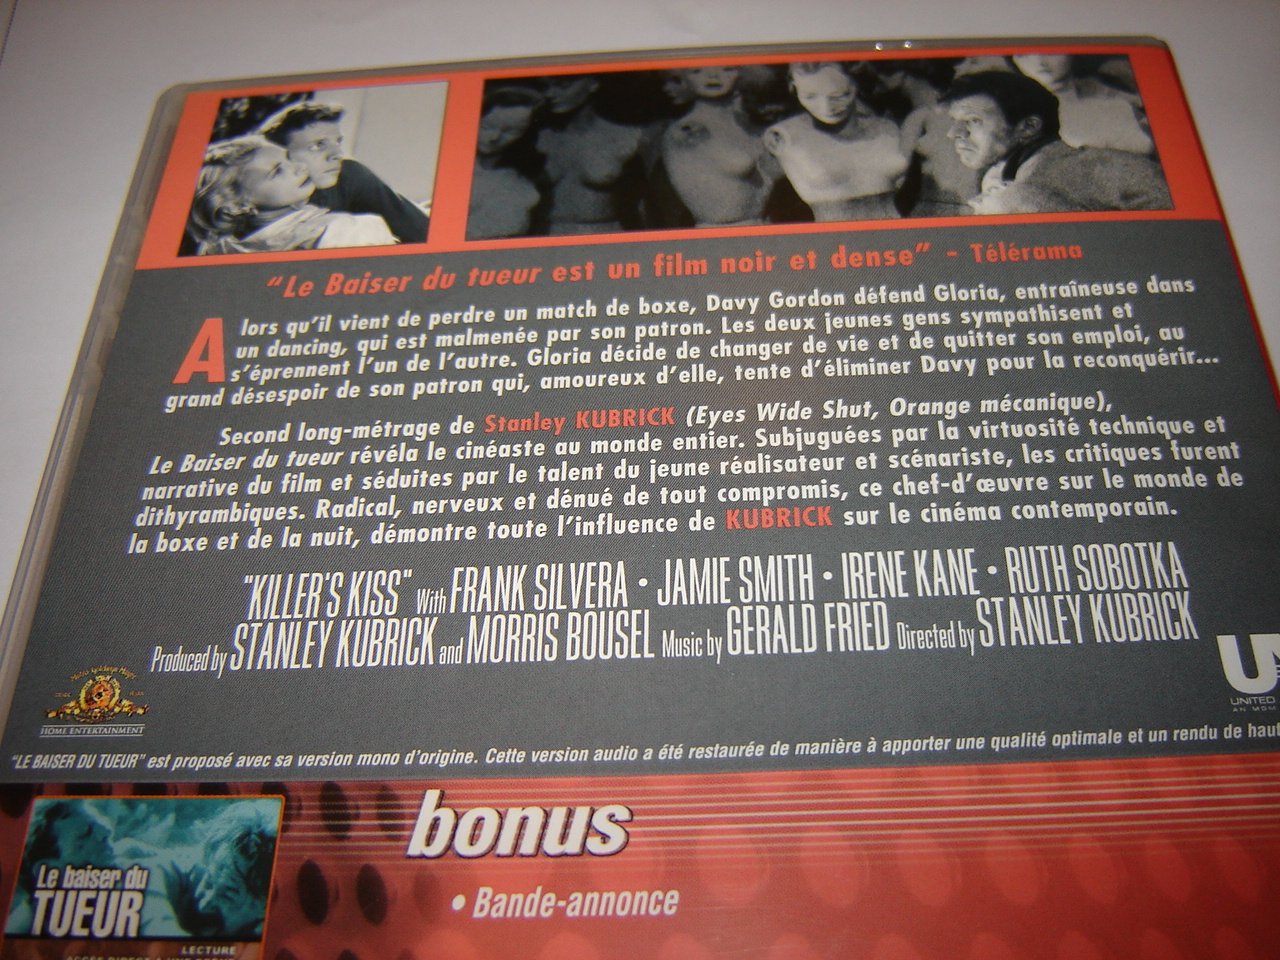 “Le Baiser du tueur est un film noir et dense” - Télérama
Alors qu’il vient de perdre un match de boxe, Davy Gordon défend Gloria, entraîneuse dans
un dancing, qui est malmenée par son patron. Les deux jeunes gens sympathisent et
s’éprennent l’un de l’autre. Gloria décide de changer de vie et de quitter son emploi, au
grand désespoir de son patron qui, amoureux d’elle, tente d’éliminer Davy pour la reconquérir...
Second long-métrage de Stanley KUBRICK (Eyes Wide Shut, Orange mécanique),
Le Baiser du tueur révéla le cinéaste au monde entier. Subjuguées par la virtuosité technique et
narrative du film et séduites par le talent du jeune réalisateur et scénariste, les critiques furent
dithyrambiques. Radical, nerveux et dénué de tout compromis, ce chef-d’œuvre sur le monde de
la boxe et de la nuit, démontre toute l’influence de KUBRICK sur le cinéma contemporain.
"KILLER'S KISS" With FRANK SILVERA • JAMIE SMITH • IRENE KANE • RUTH SOBOTKA
Produced by STANLEY KUBRICK and MORRIS BOUSEL Music by GERALD FRIED Directed by STANLEY KUBRICK
HOME ENTERTAINMENT
UNITED
AN MGM
"LE BAISER DU TUEUR" est proposé avec sa version mono d'origine. Cette version audio a été restaurée de manière à apporter une qualité optimale et un rendu de haut
bonus
• Bande-annonce
Le baiser du
TUEUR
LECTURE